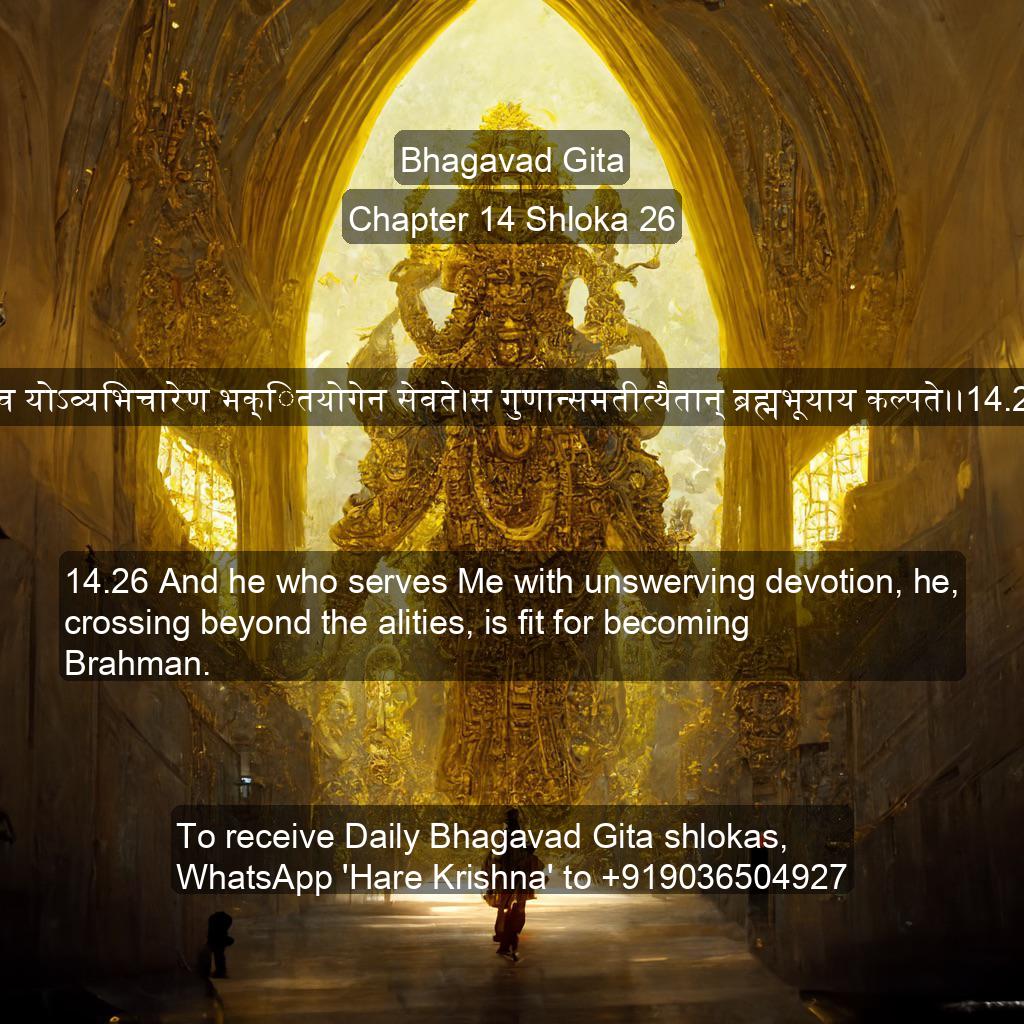 Bhagavad Gita
Chapter 14 Shloka 26
योऽव्यभिचारेण भक्ितयोगेन सेवते।स गुणान्समतीत्यैतान् ब्रह्मभूयाय कल्पते।।14.2
14.26 And he who serves Me with unswerving devotion, he,
crossing beyond the alities, is fit for becoming
Brahman.
To receive Daily Bhagavad Gita shlokas,
WhatsApp 'Hare Krishna' to +919036504927